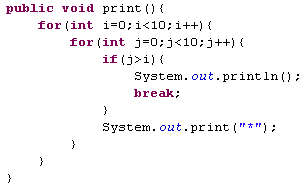 public void print(){
    for(int i=0;i<10;i++){
        for(int j=0;j<10;j++){
            if(j>i){
                System.out.println();
                break;
            }
            System.out.print("*");
        }
    }
}